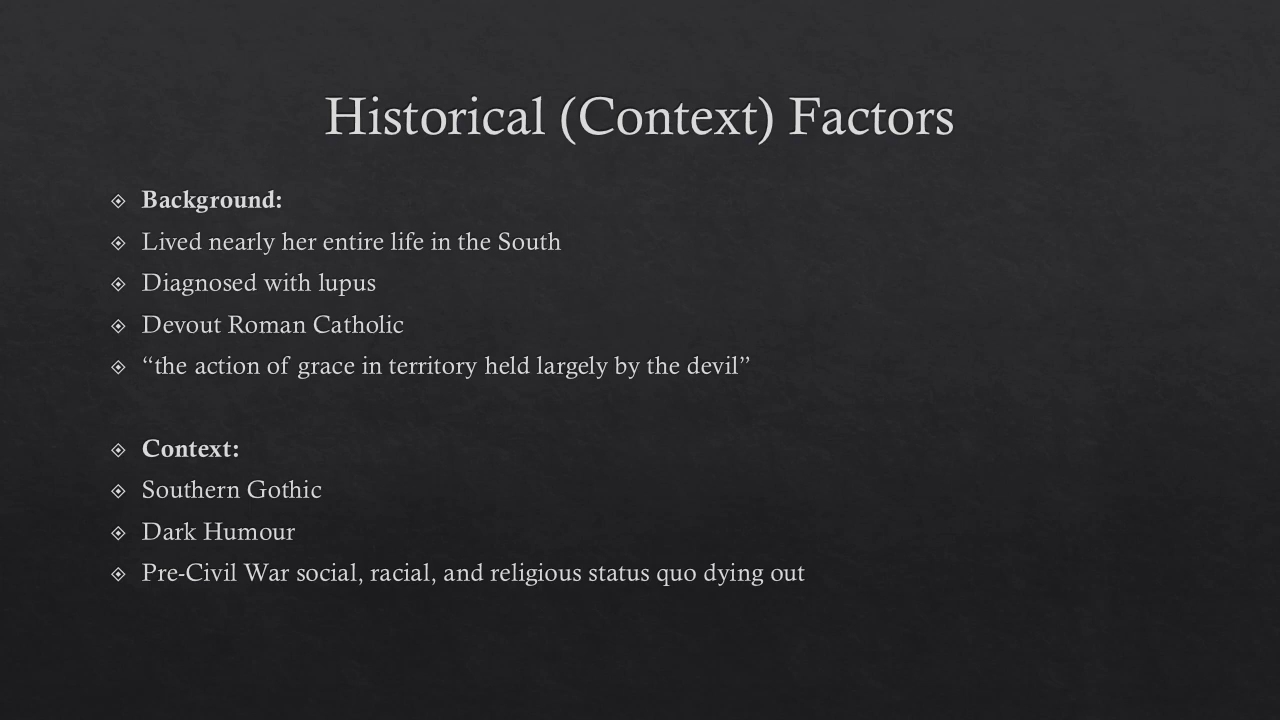 Historical (Context) Factors
Background:
Lived nearly her entire life in the South
Diagnosed with lupus
Devout Roman Catholic
“the action of grace in territory held largely by the devil”
Context:
Southern Gothic
Dark Humour
Pre-Civil War social, racial, and religious status quo dying out